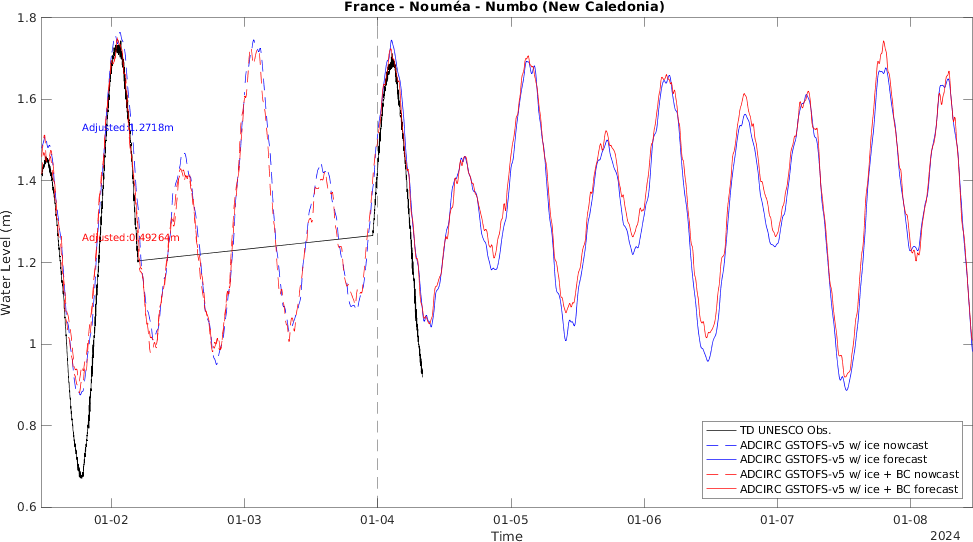 France - Nouméa - Numbo (New Caledonia)
Water Level (m)
1.8
1.6
1.4
1.2
1
0.8
0.6
Adjusted:1.2718m
Adjusted:0.49264m
TD UNESCO Obs.
ADCIRC GSTOFS-v5 w/ ice nowcast
ADCIRC GSTOFS-v5 w/ ice forecast
ADCIRC GSTOFS-v5 w/ ice + BC nowcast
ADCIRC GSTOFS-v5 w/ ice + BC forecast
01-02 01-03 01-04 01-05 01-06 01-07 01-08
Time
2024